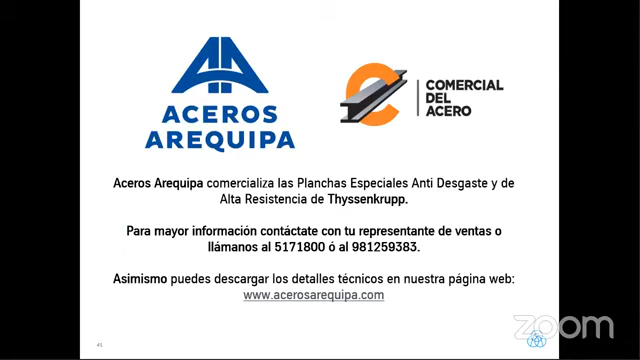 ACEROS
AREQUIPA
COMERCIAL
DEL
ACERO
Aceros Arequipa comercializa las Planchas Especiales Anti Desgaste y de
Alta Resistencia de Thyssenkrupp.
Para mayor información contáctate con tu representante de ventas o
llámanos al 5171800 ó al 981259383.
Asimismo puedes descargar los detalles técnicos en nuestra página web:
www.acerosarequipa.com
41
zoom